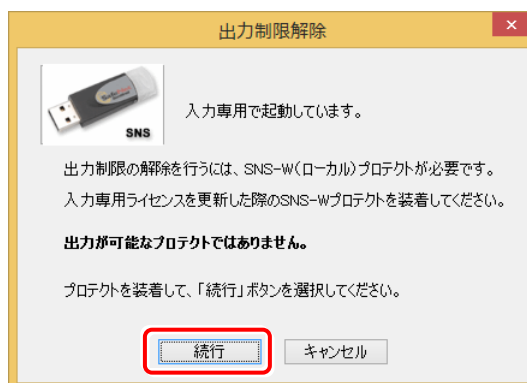 出力制限解除
入力専用で起動しています。
SNS
出力制限の解除を行うには、SNS-W(ローカル)プロテクトが必要です。
入力専用ライセンスを更新した際のSNS-Wプロテクトを装着してください。
出力が可能なプロテクトではありません。
プロテクトを装着して、「続行」ボタンを選択してください。
続行
キャンセル